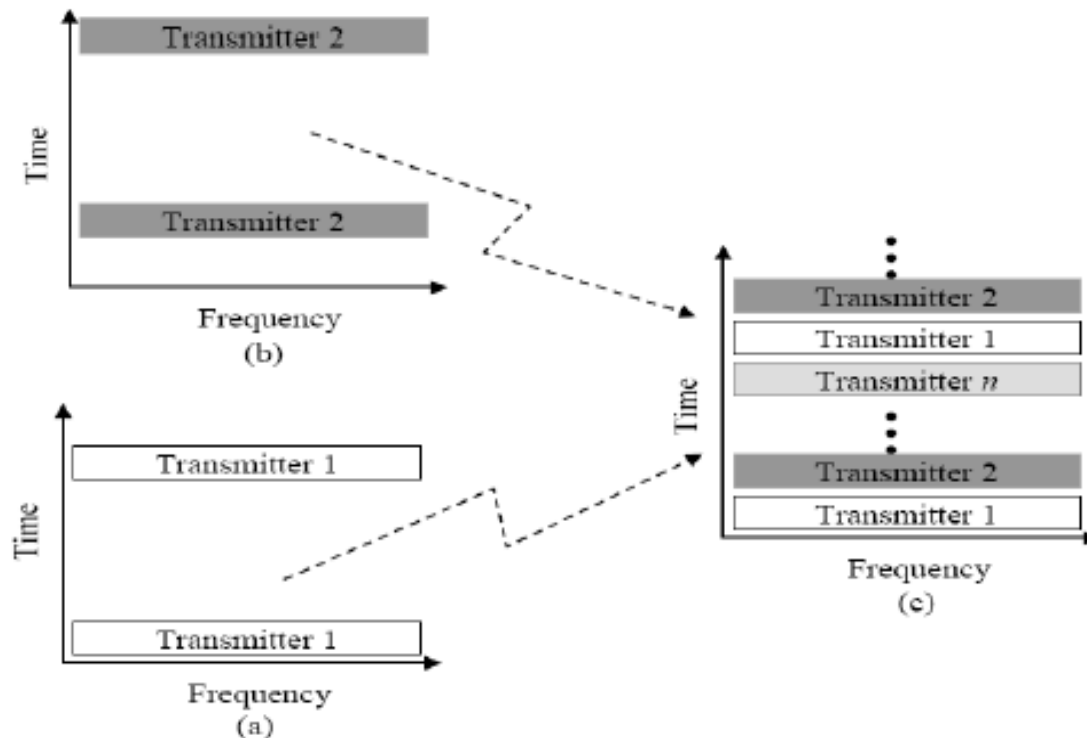 Transmitter 2
Time
Transmitter 2
Frequency
(b)
Transmitter 1
Time
Transmitter 1
Frequency
(a)
Transmitter 2
Transmitter 1
Transmitter n
Time
Transmitter 2
Transmitter 1
Frequency
(c)